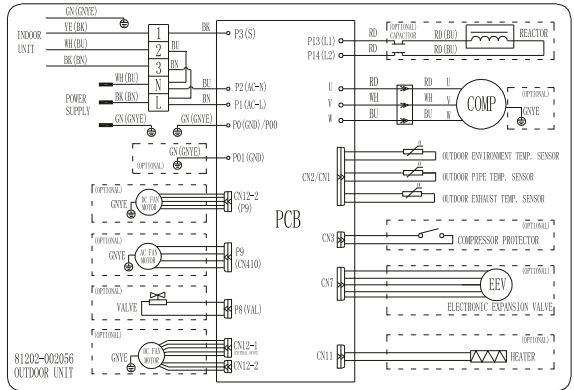 GN(GNYE)
INDOOR
UNIT
YE(BK)
WH(BU)
BK(BN)
1
2
3
N
L
BK
BU
BN
BU
BN
P3(S)
P2(AC-N)
P1(AC-L)
WH(BU)
BK(BN)
POWER
SUPPLY
GN(GNYE)
GN(GNYE)
P0(GND)/P00
(OPTIONAL)
GN(GNYE)
P01(GND)
(OPTIONAL)
GNYE
DC FAN
MOTOR
CN12-2
(P9)
(OPTIONAL)
GNYE
AC FAN
MOTOR
P9
(CN410)
(OPTIONAL)
VALVE
P8(VAL)
(OPTIONAL)
GNYE
DC FAN
MOTOR
CN12-1
CN12-2
81202-002056
OUTDOOR UNIT
PCB
P13(L1)
P14(L2)
RD
RD
(OPTIONAL)
CAPACITOR
RD(BU)
RD(BU)
REACTOR
U
V
W
RD
WH
BU
RD
WH
BU
U
V
W
COMP
(OPTIONAL)
GNYE
CN2/CN1
OUTDOOR ENVIRONMENT TEMP. SENSOR
OUTDOOR PIPE TEMP. SENSOR
OUTDOOR EXHAUST TEMP. SENSOR
CN3
(OPTIONAL)
COMPRESSOR PROTECTOR
CN7
(OPTIONAL)
EEV
ELECTRONIC EXPANSION VALVE
CN11
(OPTIONAL)
HEATER